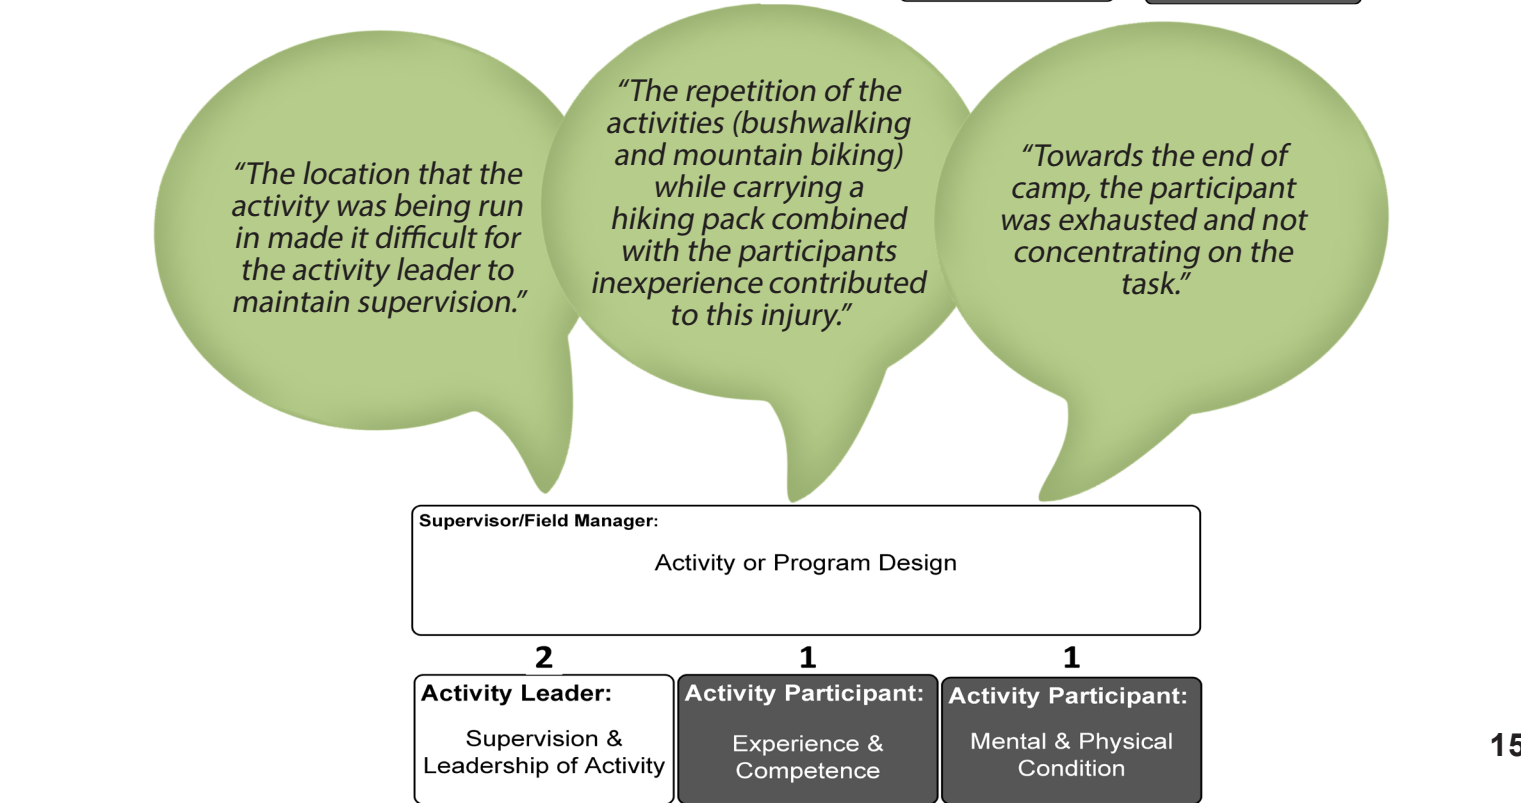 “The location that the
activity was being run
in made it difficult for
the activity leader to
maintain supervision.”
“The repetition of the
activities (bushwalking
and mountain biking)
while carrying a
hiking pack combined
with the participants
inexperience contributed
to this injury.”
“Towards the end of
camp, the participant
was exhausted and not
concentrating on the
task.”
Supervisor/Field Manager:
Activity or Program Design
2
1
1
Activity Leader:
Supervision &
Leadership of Activity
Activity Participant:
Experience &
Competence
Activity Participant:
Mental & Physical
Condition
15